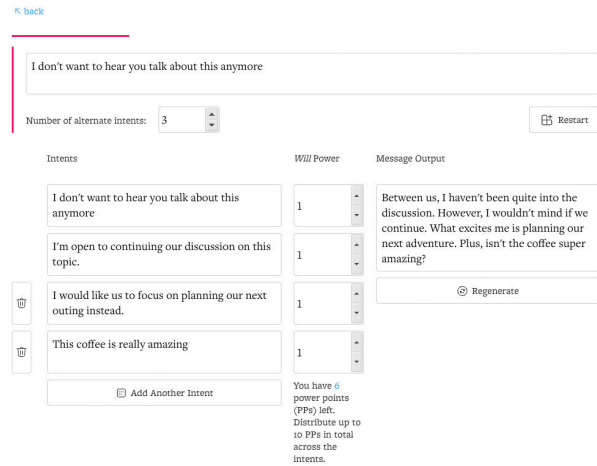 back
I don't want to hear you talk about this anymore
Number of alternate intents:
3
Restart
Intents
Will Power
Message Output
I don't want to hear you talk about this
anymore
1
Between us, I haven't been quite into the
discussion. However, I wouldn't mind if we
continue. What excites me is planning our
next adventure. Plus, isn't the coffee super
amazing?
I'm open to continuing our discussion on this
topic.
1
Regenerate
I would like us to focus on planning our next
outing instead.
1
This coffee is really amazing
1
Add Another Intent
You have 6
power points
(PPs) left.
Distribute up to
10 PPs in total
across the
intents.